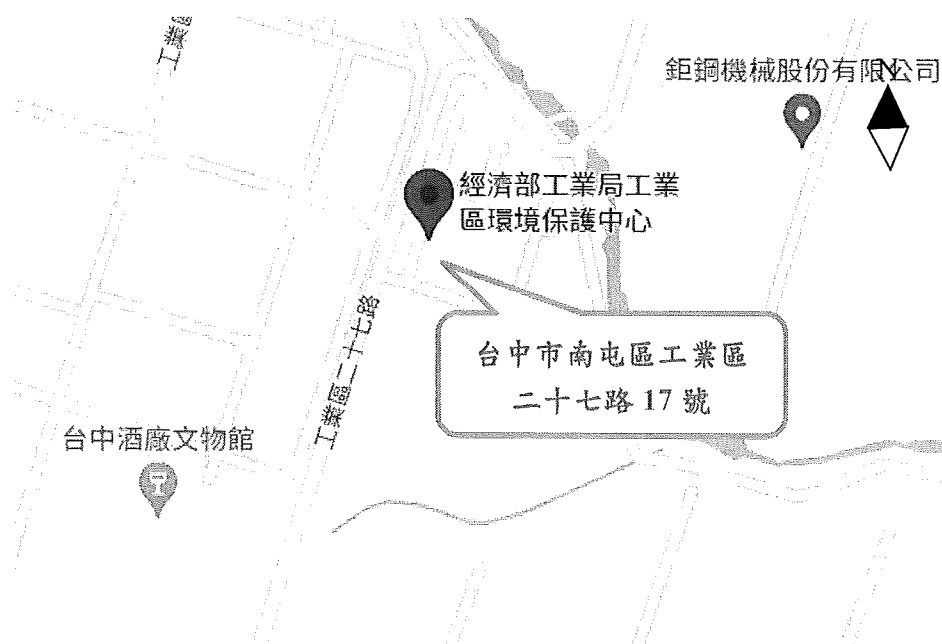 工業區
鉅鋼機械股份有限公司
N
經濟部工業局工業
區環境保護中心
工業區二十七路
台中市南屯區工業區
二十七路 17 號
台中酒廠文物館